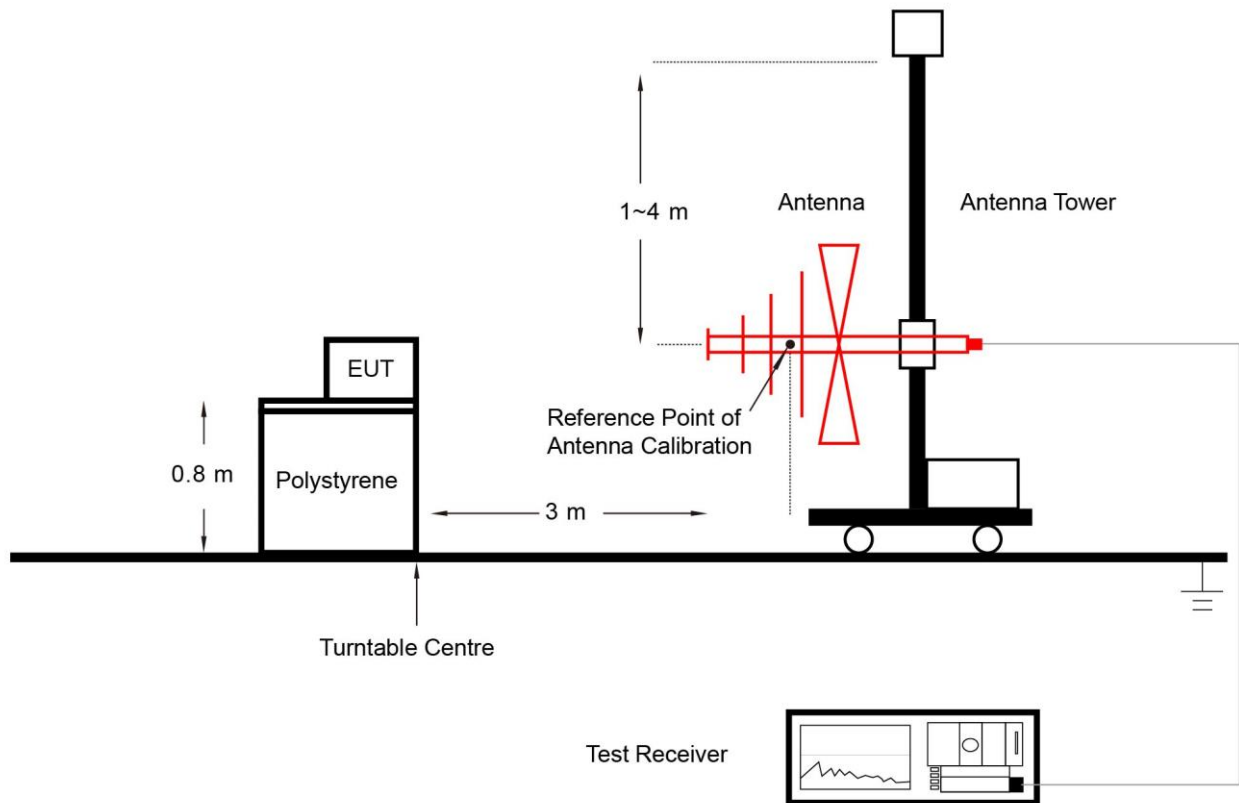 1~4 m
Antenna
Antenna Tower
EUT
Reference Point of
Antenna Calibration
0.8 m
Polystyrene
3 m
Turntable Centre
Test Receiver